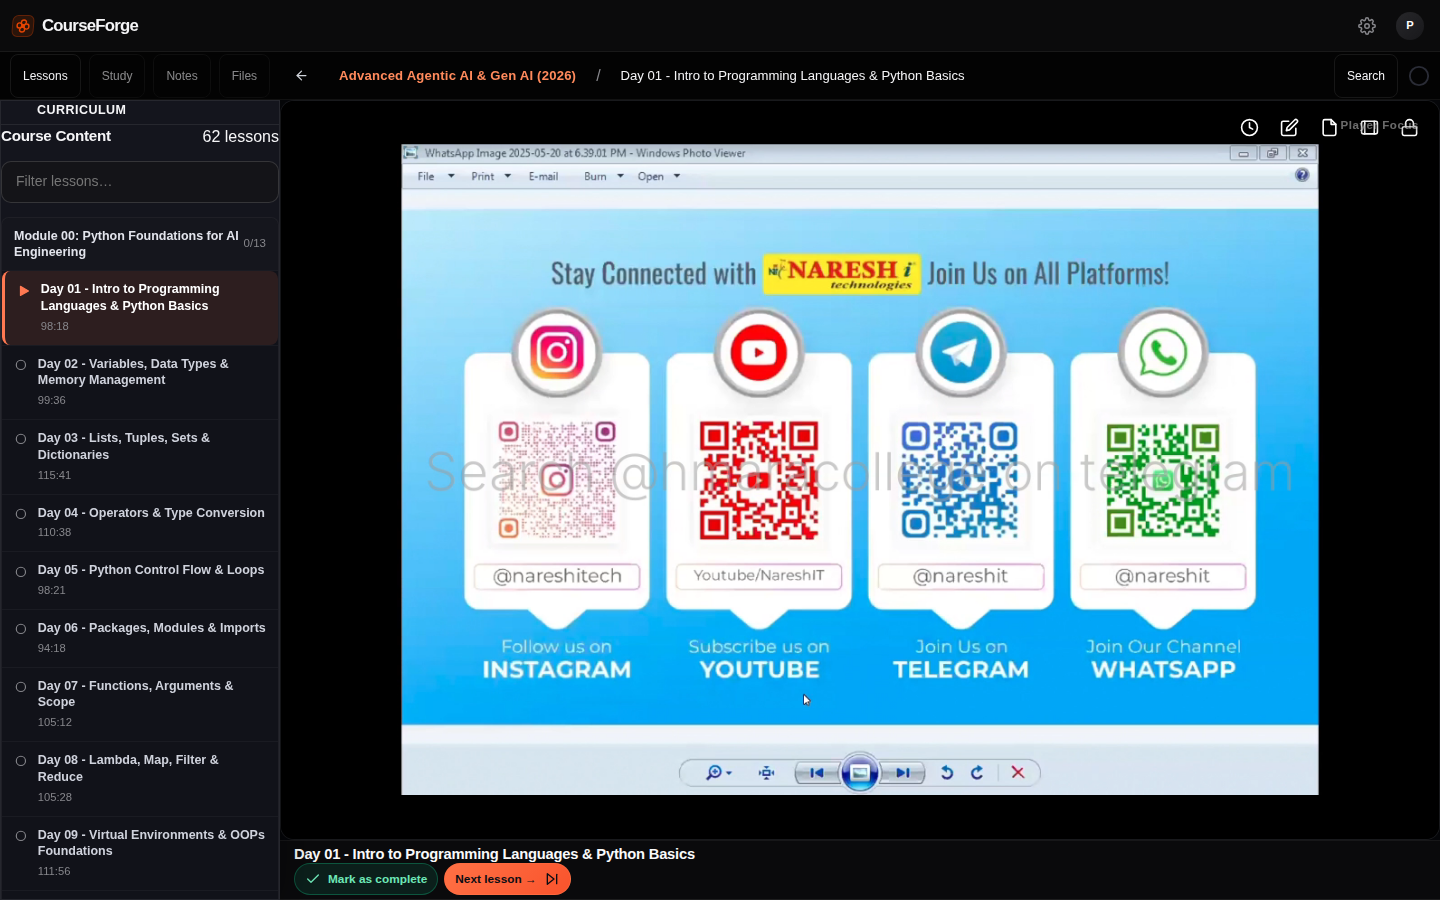 CourseForge
P
Lessons
Study
Notes
Files
Advanced Agentic AI & Gen AI (2026)
/
Day 01 - Intro to Programming Languages & Python Basics
Search
CURRICULUM
Course Content
62 lessons
Filter lessons…
Module 00: Python Foundations for AI
Engineering
0/13
Day 01 - Intro to Programming
Languages & Python Basics
98:18
Day 02 - Variables, Data Types &
Memory Management
99:36
Day 03 - Lists, Tuples, Sets &
Dictionaries
115:41
Day 04 - Operators & Type Conversion
110:38
Day 05 - Python Control Flow & Loops
98:21
Day 06 - Packages, Modules & Imports
94:18
Day 07 - Functions, Arguments &
Scope
105:12
Day 08 - Lambda, Map, Filter &
Reduce
105:28
Day 09 - Virtual Environments & OOPs
Foundations
111:56
Player Focus
WhatsApp Image 2025-05-20 at 6.39.01 PM - Windows Photo Viewer
File Print E-mail Burn Open
Stay Connected with NARESH i technologies Join Us on All Platforms!
Search @hmaracollege on telegram
@nareshitech
Youtube/NareshIT
@nareshit
@nareshit
Follow us on
INSTAGRAM
Subscribe us on
YOUTUBE
Join Us on
TELEGRAM
Join Our Channel
WHATSAPP
Day 01 - Intro to Programming Languages & Python Basics
Mark as complete
Next lesson →